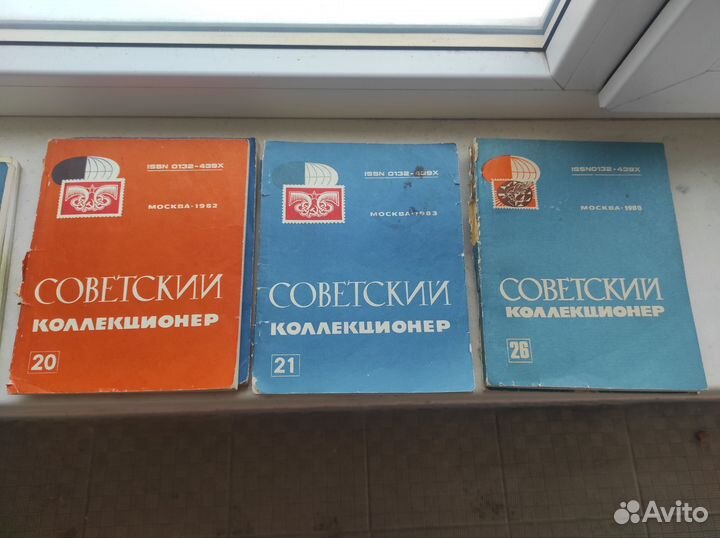 ISSN 0132-439X
МОСКВА·1982
СОВЕТСКИЙ
КОЛЛЕКЦИОНЕР
20
ISSN 0132-439X
МОСКВА·1983
СОВЕТСКИЙ
КОЛЛЕКЦИОНЕР
21
ISSN0132-439X
МОСКВА·1988
СОВЕТСКИЙ
КОЛЛЕКЦИОНЕР
26
Avito